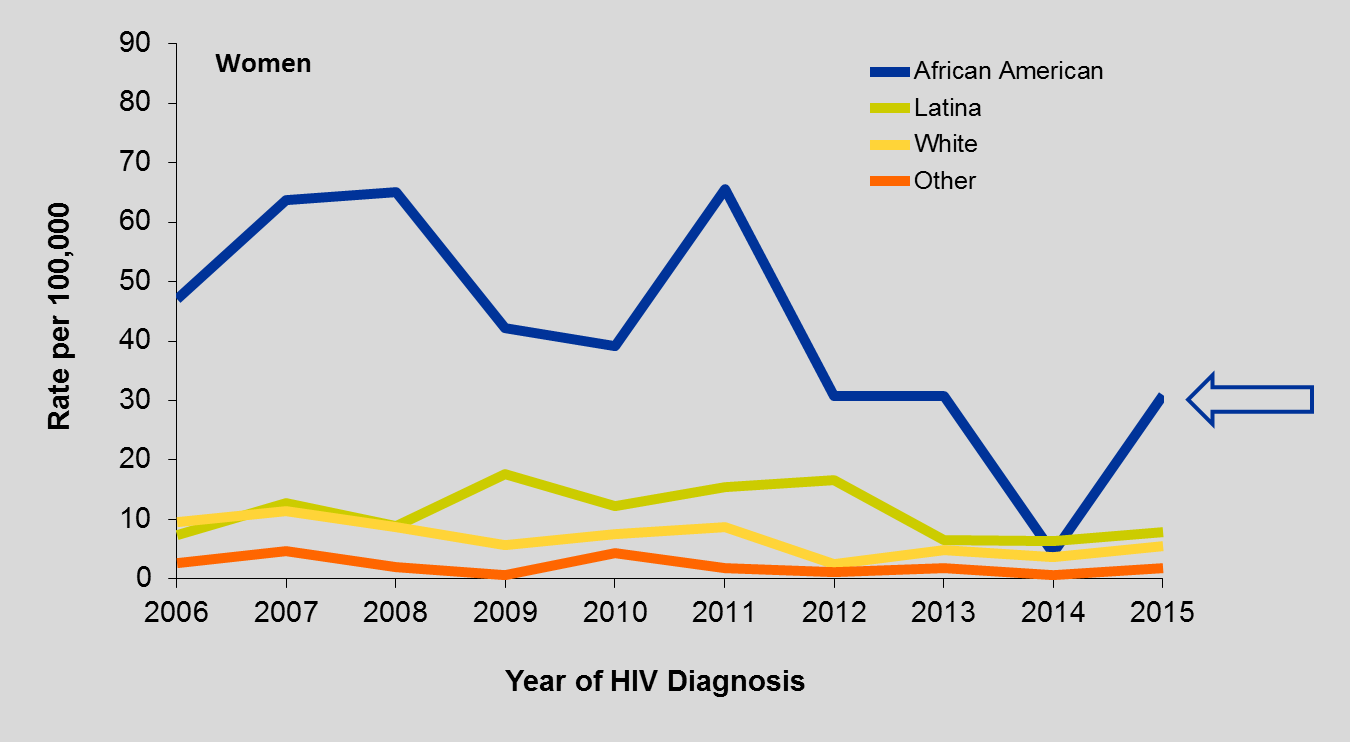 Women
African American
Latina
White
Other
Rate per 100,000
90
80
70
60
50
40
30
20
10
0
2006 2007 2008 2009 2010 2011 2012 2013 2014 2015
Year of HIV Diagnosis